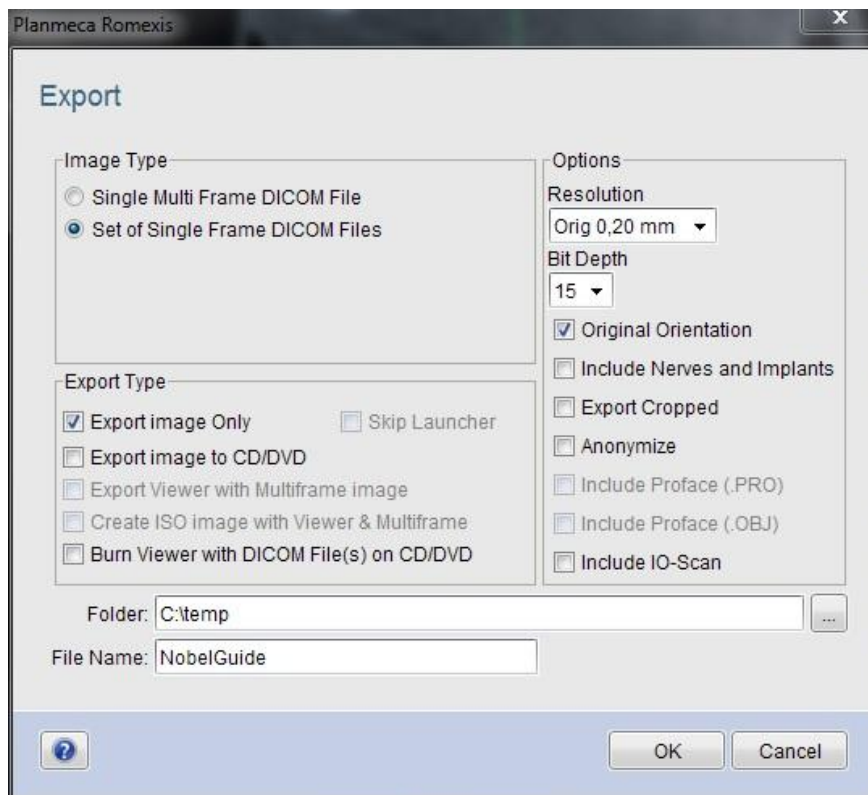 Planmeca Romexis
X
Export
Image Type
Single Multi Frame DICOM File
Set of Single Frame DICOM Files
Export Type
Export image Only
Skip Launcher
Export image to CD/DVD
Export Viewer with Multiframe image
Create ISO image with Viewer & Multiframe
Burn Viewer with DICOM File(s) on CD/DVD
Options
Resolution
Orig 0,20 mm
Bit Depth
15
Original Orientation
Include Nerves and Implants
Export Cropped
Anonymize
Include Proface (.PRO)
Include Proface (.OBJ)
Include IO-Scan
Folder: C:\temp
...
File Name: NobelGuide
?
OK
Cancel